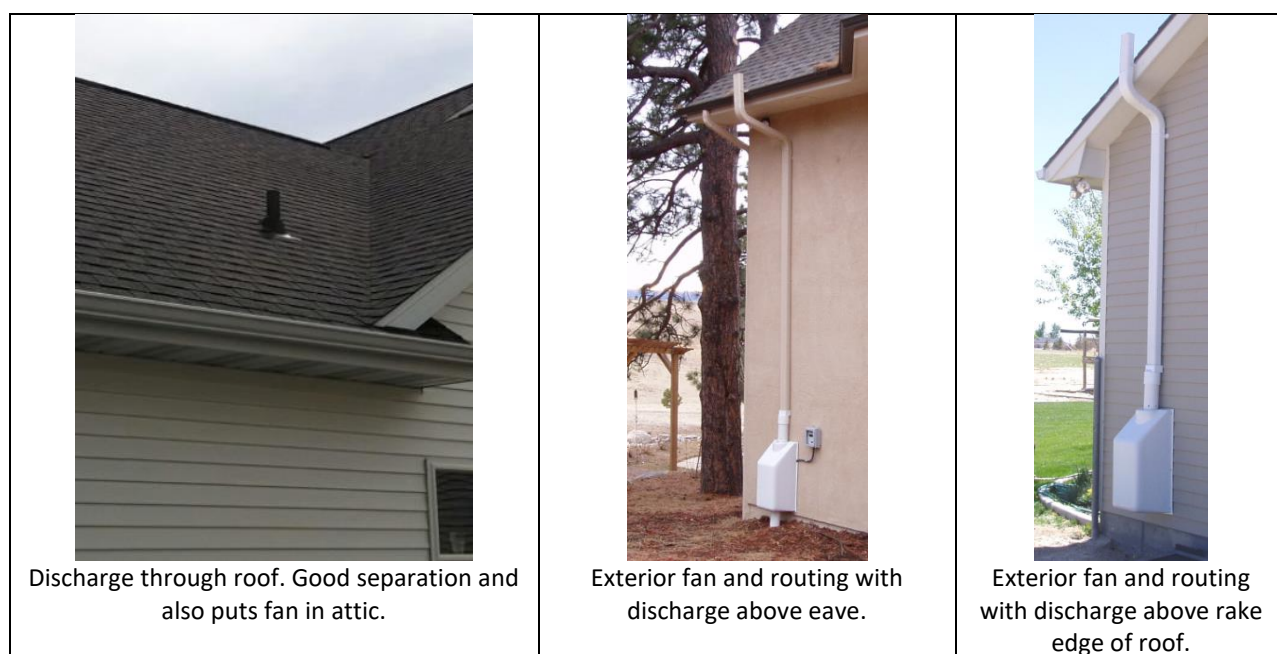 Discharge through roof. Good separation and
also puts fan in attic.
Exterior fan and routing with
discharge above eave.
Exterior fan and routing
with discharge above rake
edge of roof.